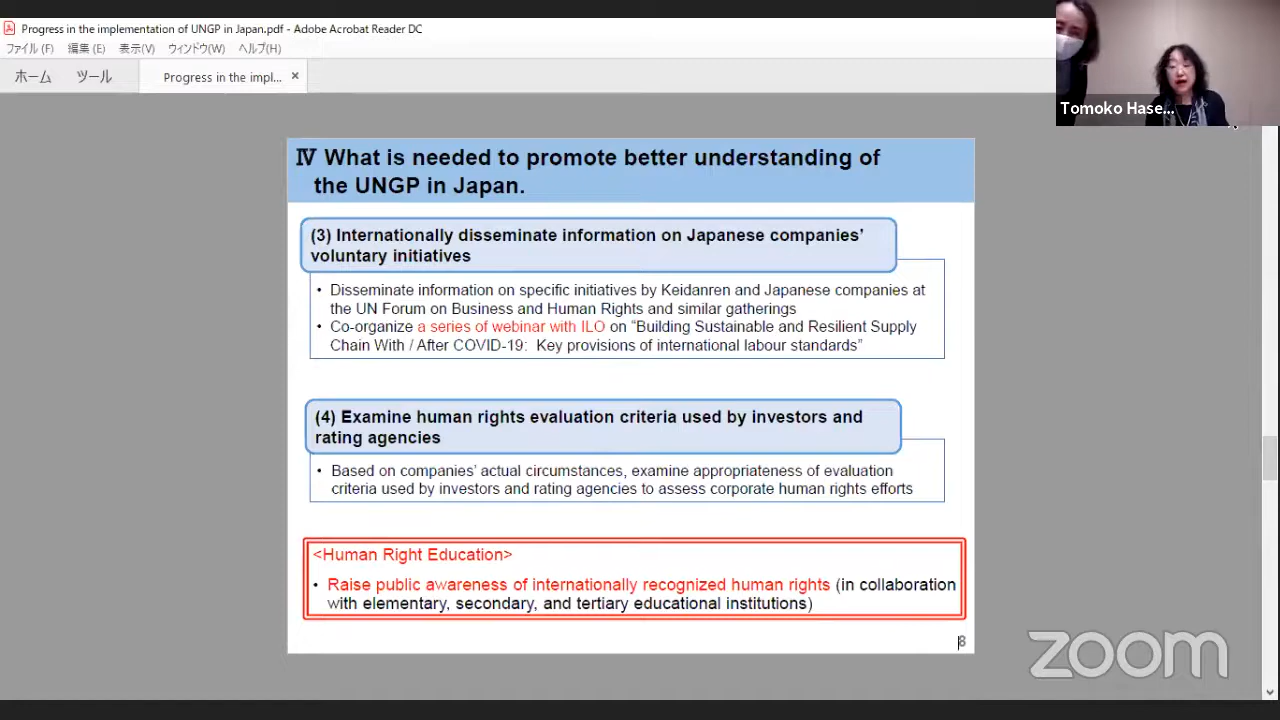 Progress in the implementation of UNGP in Japan.pdf - Adobe Acrobat Reader DC
ファイル(F) 編集(E) 表示(V) ウィンドウ(W) ヘルプ(H)
ホーム ツール Progress in the impl... ×
Tomoko Hase...
Ⅳ What is needed to promote better understanding of
the UNGP in Japan.
(3) Internationally disseminate information on Japanese companies’
voluntary initiatives
• Disseminate information on specific initiatives by Keidanren and Japanese companies at
the UN Forum on Business and Human Rights and similar gatherings
• Co-organize a series of webinar with ILO on “Building Sustainable and Resilient Supply
Chain With / After COVID-19: Key provisions of international labour standards”
(4) Examine human rights evaluation criteria used by investors and
rating agencies
• Based on companies’ actual circumstances, examine appropriateness of evaluation
criteria used by investors and rating agencies to assess corporate human rights efforts
<Human Right Education>
• Raise public awareness of internationally recognized human rights (in collaboration
with elementary, secondary, and tertiary educational institutions)
8
zoom